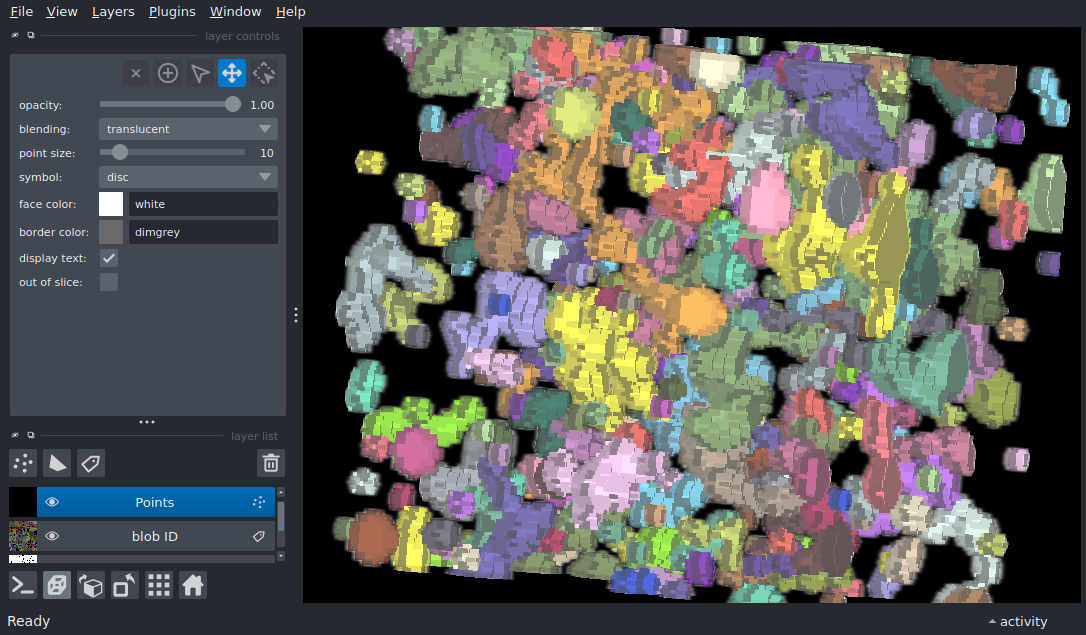 File View Layers Plugins Window Help
layer controls
opacity: 1.00
blending: translucent
point size: 10
symbol: disc
face color: white
border color: dimgrey
display text:
out of slice:
layer list
Points
blob ID
Ready activity